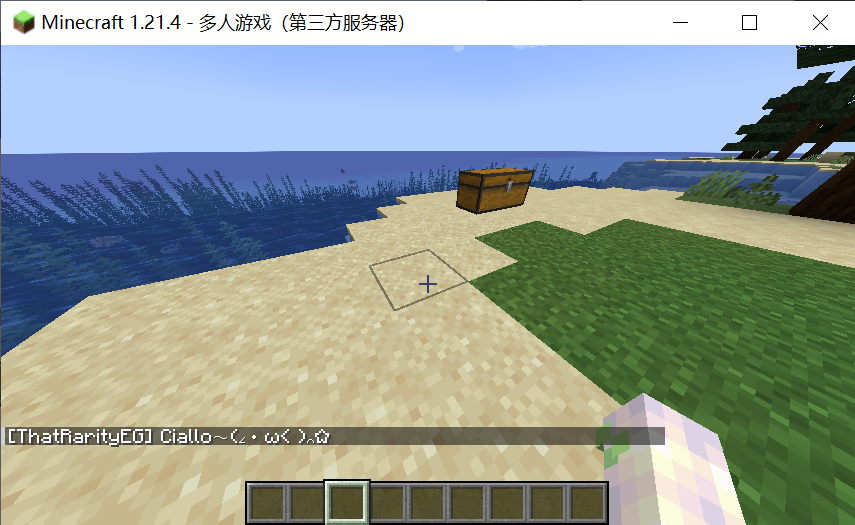 Minecraft 1.21.4 - 多人游戏（第三方服务器）
[ThatRarityEG] Ciallo～(∠・ω< )⌒☆